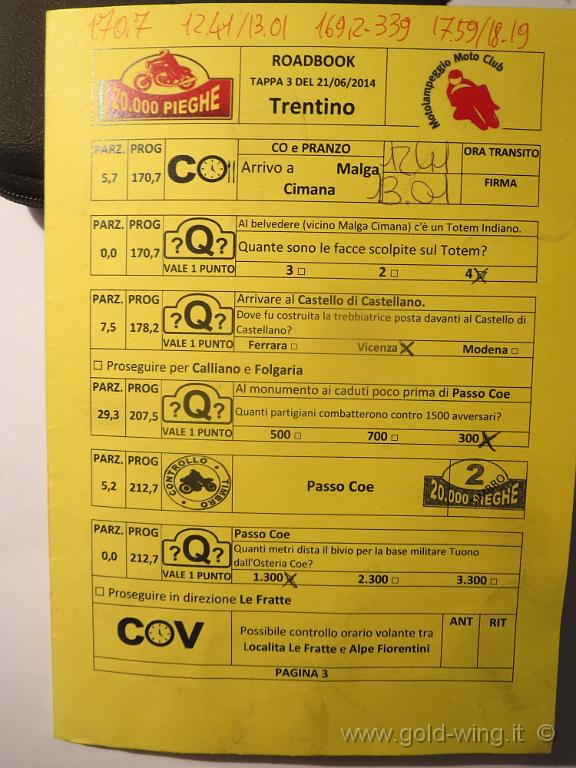 170,7 12.41/13.01 169,2-339 17.59/18.19
ROADBOOK
TAPPA 3 DEL 21/06/2014
Trentino
20.000 PIEGHE
Motolampeggio Moto Club
PARZ. PROG CO CO e PRANZO 12 41 ORA TRANSITO
5,7 170,7 Arrivo a Malga Cimana 13.01 FIRMA
PARZ. PROG ?Q? Al belvedere (vicino Malga Cimana) c'è un Totem Indiano.
0,0 170,7 Quante sono le facce scolpite sul Totem?
VALE 1 PUNTO 3 □ 2 □ 4 ☒
PARZ. PROG ?Q? Arrivare al Castello di Castellano.
7,5 178,2 Dove fu costruita la trebbiatrice posta davanti al Castello di
Castellano?
VALE 1 PUNTO Ferrara □ Vicenza ☒ Modena □
□ Proseguire per Calliano e Folgaria
PARZ. PROG ?Q? Al monumento ai caduti poco prima di Passo Coe
29,3 207,5 Quanti partigiani combatterono contro 1500 avversari?
VALE 1 PUNTO 500 □ 700 □ 300 ☒
PARZ. PROG CONTROLLO TIMBRO
5,2 212,7 Passo Coe 2 20.000 PIEGHE
PARZ. PROG ?Q? Passo Coe
0,0 212,7 Quanti metri dista il bivio per la base militare Tuono
dall'Osteria Coe?
VALE 1 PUNTO 1.300 ☒ 2.300 □ 3.300 □
□ Proseguire in direzione Le Fratte
COV Possibile controllo orario volante tra ANT RIT
Localita Le Fratte e Alpe Fiorentini
PAGINA 3
www.gold-wing.it ©